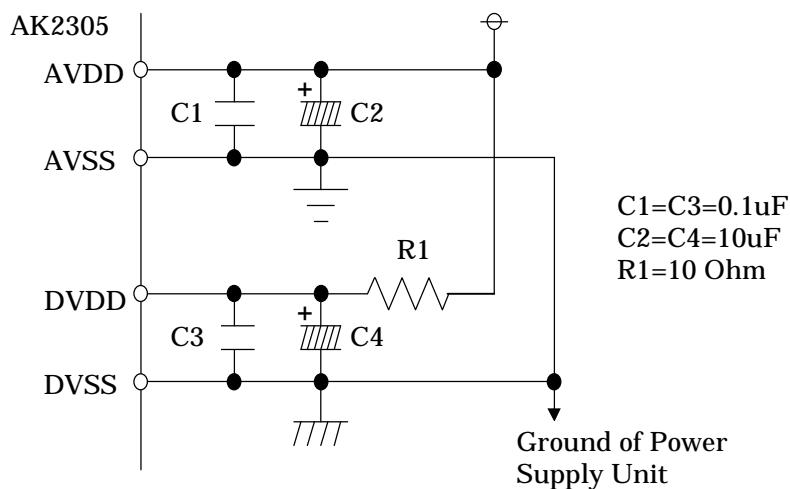 AK2305
AVDD
+
C1
C2
AVSS
C1=C3=0.1uF
C2=C4=10uF
R1=10 Ohm
R1
DVDD
+
C3
C4
DVSS
Ground of Power
Supply Unit